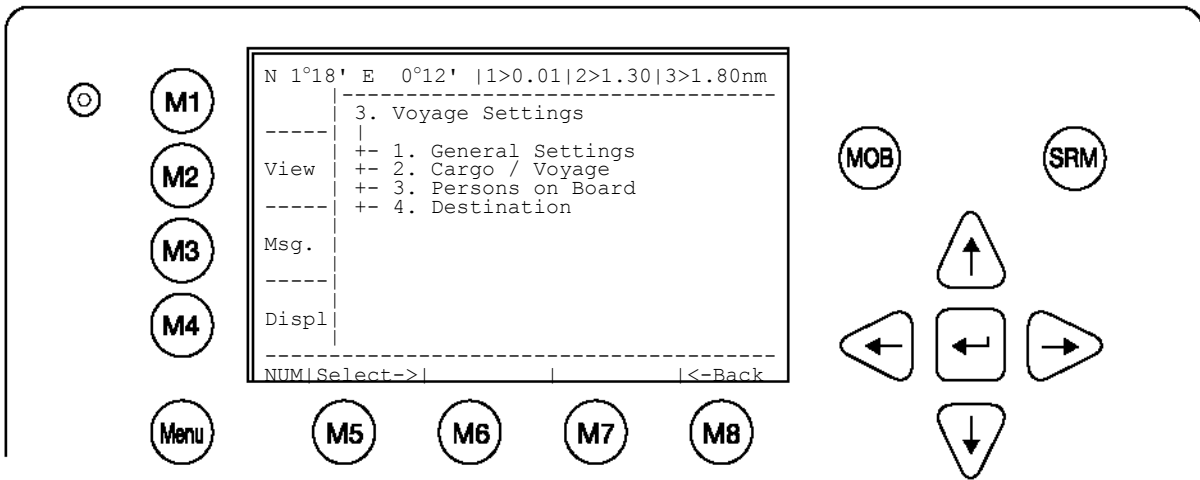 N 1°18' E 0°12' |1>0.01|2>1.30|3>1.80nm
3. Voyage Settings
+- 1. General Settings
+- 2. Cargo / Voyage
+- 3. Persons on Board
+- 4. Destination
View
Msg.
Displ
NUM|Select->| | |<-Back
M1
M2
M3
M4
Menu
M5
M6
M7
M8
MOB
SRM